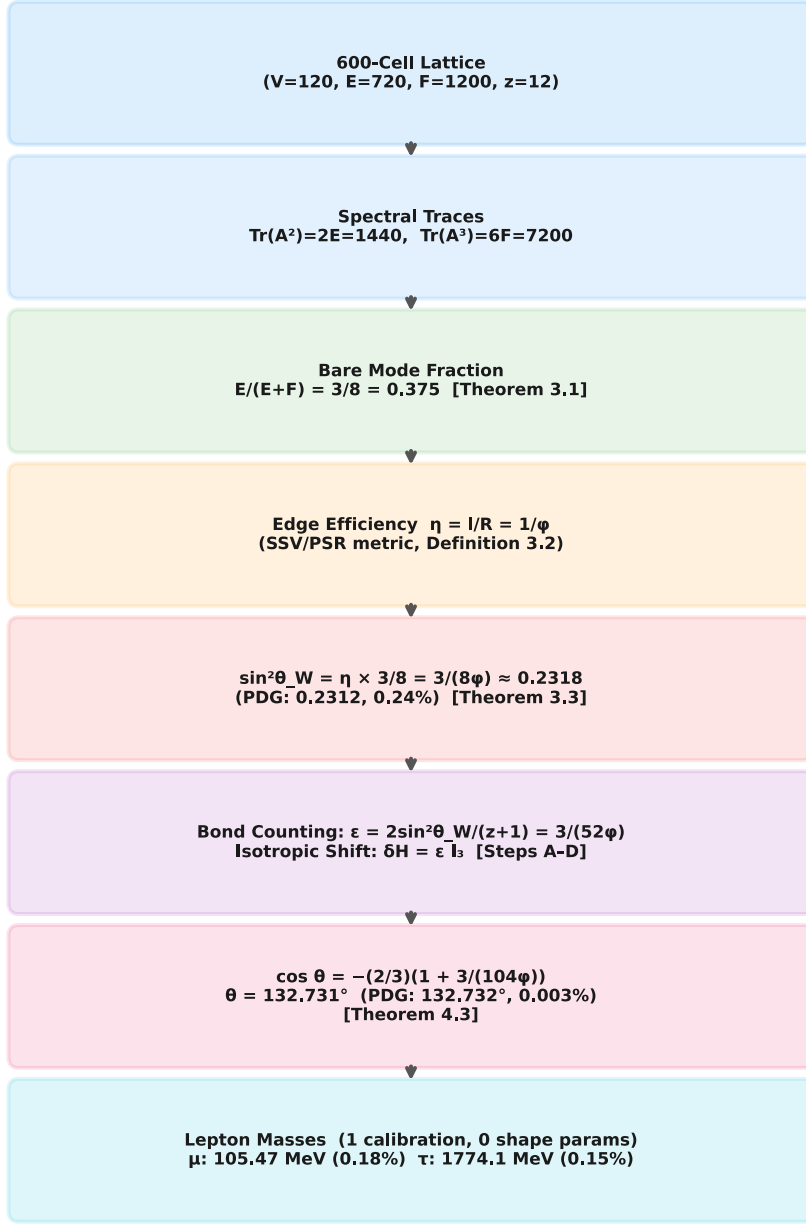 600-Cell Lattice
(V=120, E=720, F=1200, z=12)
Spectral Traces
Tr(A²)=2E=1440,  Tr(A³)=6F=7200
Bare Mode Fraction
E/(E+F) = 3/8 = 0.375  [Theorem 3.1]
Edge Efficiency  η = l/R = 1/φ
(SSV/PSR metric, Definition 3.2)
sin²θ_W = η × 3/8 = 3/(8φ) ≈ 0.2318
(PDG: 0.2312, 0.24%)  [Theorem 3.3]
Bond Counting: ε = 2sin²θ_W/(z+1) = 3/(52φ)
Isotropic Shift: δH = ε I₃  [Steps A–D]
cos θ = −(2/3)(1 + 3/(104φ))
θ = 132.731°  (PDG: 132.732°, 0.003%)
[Theorem 4.3]
Lepton Masses  (1 calibration, 0 shape params)
μ: 105.47 MeV (0.18%)  τ: 1774.1 MeV (0.15%)